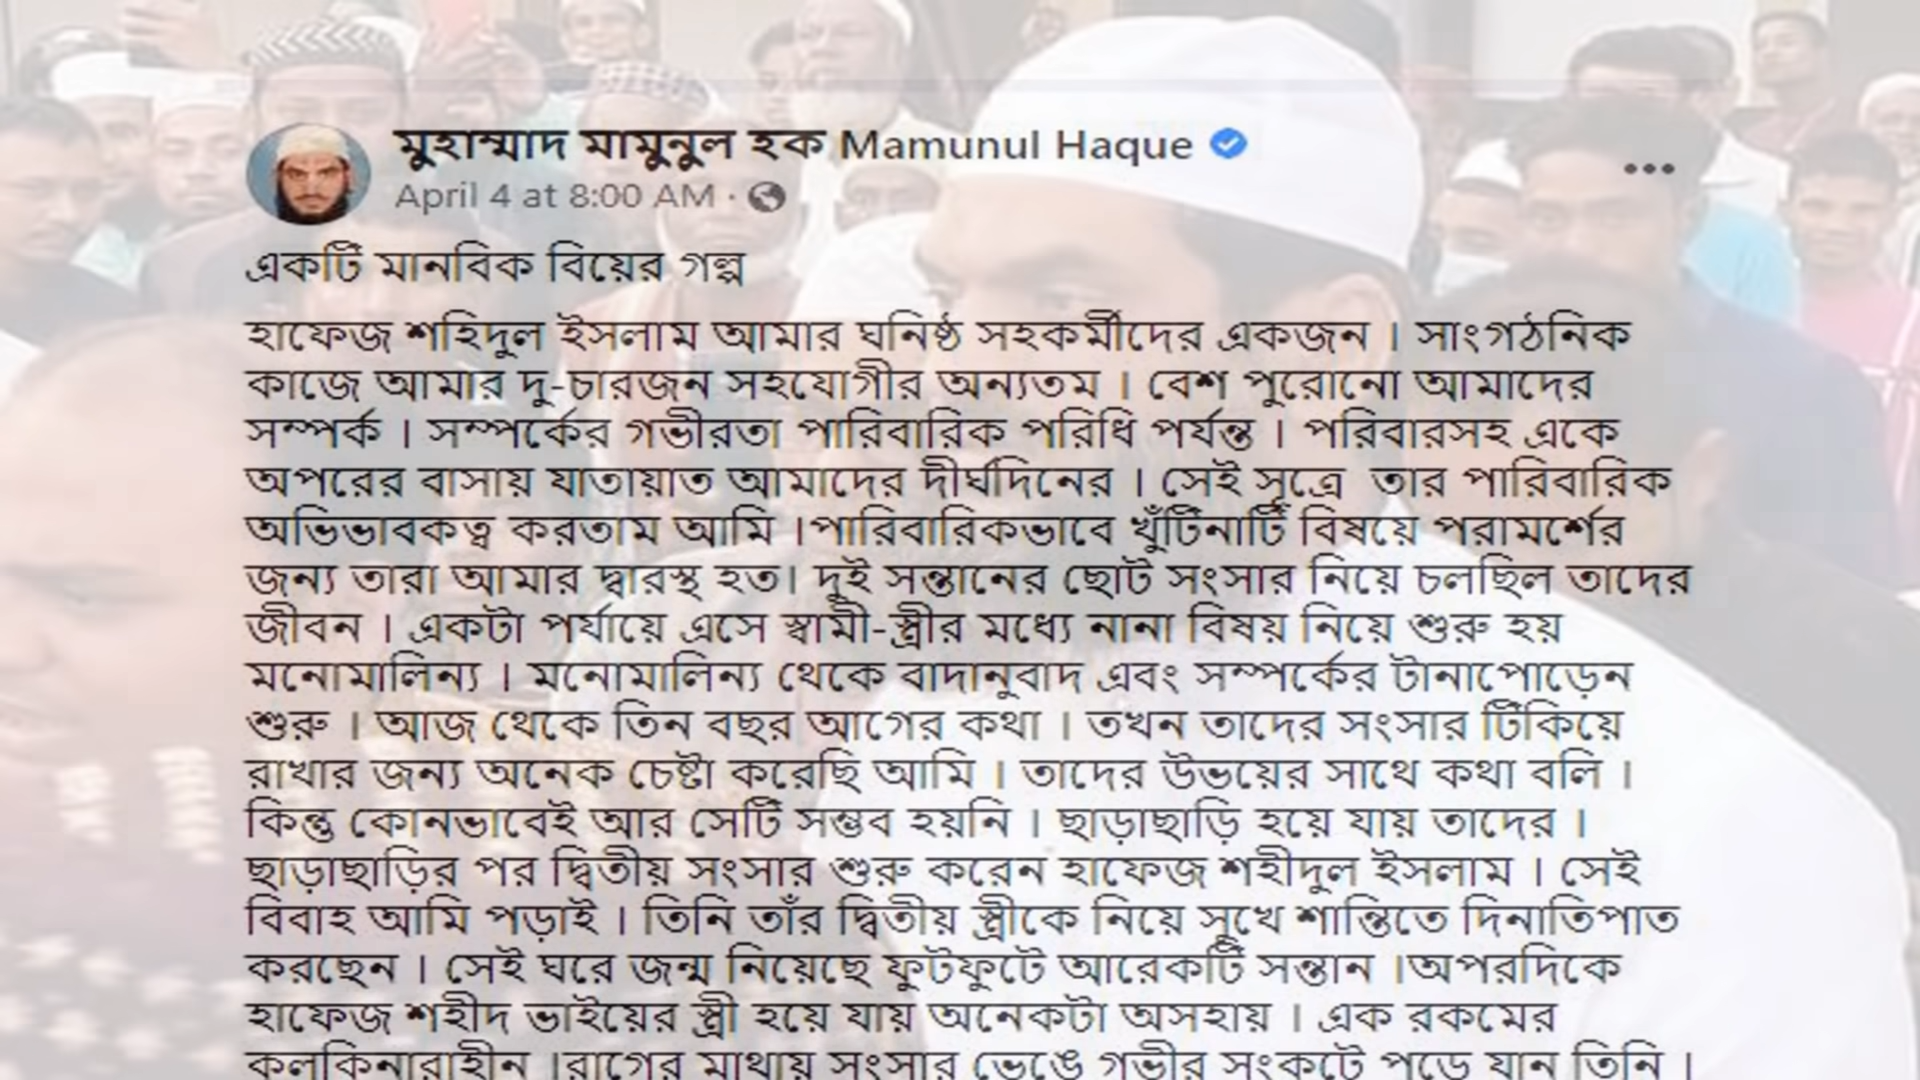 মুহাম্মাদ মামুনুল হক Mamunul Haque
April 4 at 8:00 AM ·
একটি মানবিক বিয়ের গল্প
হাফেজ শহিদুল ইসলাম আমার ঘনিষ্ঠ সহকর্মীদের একজন । সাংগঠনিক
কাজে আমার দু-চারজন সহযোগীর অন্যতম । বেশ পুরোনো আমাদের
সম্পর্ক । সম্পর্কের গভীরতা পারিবারিক পরিধি পর্যন্ত । পরিবারসহ একে
অপরের বাসায় যাতায়াত আমাদের দীর্ঘদিনের । সেই সূত্রে তার পারিবারিক
অভিভাবকত্ব করতাম আমি ।পারিবারিকভাবে খুঁটিনাটি বিষয়ে পরামর্শের
জন্য তারা আমার দ্বারস্থ হত। দুই সন্তানের ছোট সংসার নিয়ে চলছিল তাদের
জীবন । একটা পর্যায়ে এসে স্বামী-স্ত্রীর মধ্যে নানা বিষয় নিয়ে শুরু হয়
মনোমালিন্য । মনোমালিন্য থেকে বাদানুবাদ এবং সম্পর্কের টানাপোড়েন
শুরু । আজ থেকে তিন বছর আগের কথা । তখন তাদের সংসার টিকিয়ে
রাখার জন্য অনেক চেষ্টা করেছি আমি । তাদের উভয়ের সাথে কথা বলি ।
কিন্তু কোনভাবেই আর সেটি সম্ভব হয়নি । ছাড়াছাড়ি হয়ে যায় তাদের ।
ছাড়াছাড়ির পর দ্বিতীয় সংসার শুরু করেন হাফেজ শহীদুল ইসলাম । সেই
বিবাহ আমি পড়াই । তিনি তাঁর দ্বিতীয় স্ত্রীকে নিয়ে সুখে শান্তিতে দিনাতিপাত
করছেন । সেই ঘরে জন্ম নিয়েছে ফুটফুটে আরেকটি সন্তান ।অপরদিকে
হাফেজ শহীদ ভাইয়ের স্ত্রী হয়ে যায় অনেকটা অসহায় । এক রকমের
কূলকিনারাহীন ।রাগের মাথায় সংসার ভেঙে গভীর সংকটে পড়ে যান তিনি ।